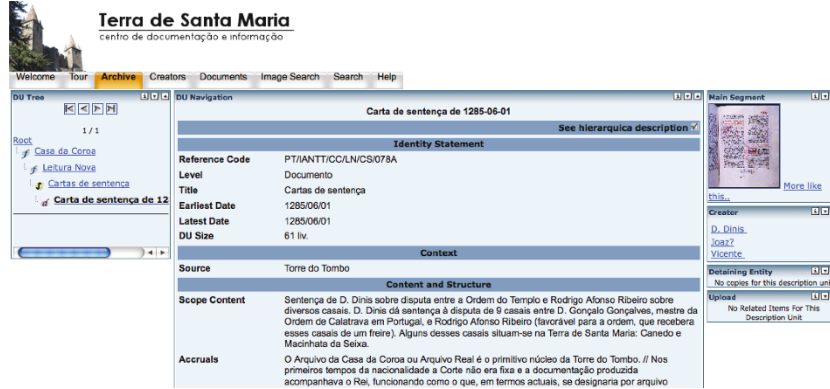 Terra de Santa Maria
centro de documentação e informação
Welcome Tour Archive Creators Documents Image Search Search Help
DU Tree
1 / 1
Root
Casa da Coroa
Leitura Nova
Cartas de sentença
Carta de sentença de 12
DU Navigation
Carta de sentença de 1285-06-01
See hierarquica description
Identity Statement
Reference Code PT/IANTT/CC/LN/CS/078A
Level Documento
Title Cartas de sentença
Earliest Date 1285/06/01
Latest Date 1285/06/01
DU Size 61 liv.
Context
Source Torre do Tombo
Content and Structure
Scope Content Sentença de D. Dinis sobre disputa entre a Ordem do Templo e Rodrigo Afonso Ribeiro sobre
diversos casais. D. Dinis dá sentença à disputa de 9 casais entre D. Gonçalo Gonçalves, mestre da
Ordem de Calatrava em Portugal, e Rodrigo Afonso Ribeiro (favorável para a ordem, que recebera
esses casais de um freire). Alguns desses casais situam-se na Terra de Santa Maria: Canedo e
Macinhata da Seixa.
Accruals O Arquivo da Casa da Coroa ou Arquivo Real é o primitivo núcleo da Torre do Tombo. // Nos
primeiros tempos da nacionalidade a Corte não era fixa e a documentação produzida
acompanhava o Rei, funcionando como o que, em termos actuais, se designaria por arquivo
Main Segment
More like
this..
Creator
D. Dinis
Joaz?
Vicente
Detaining Entity
No copies for this description uni
Upload
No Related Items For This
Description Unit